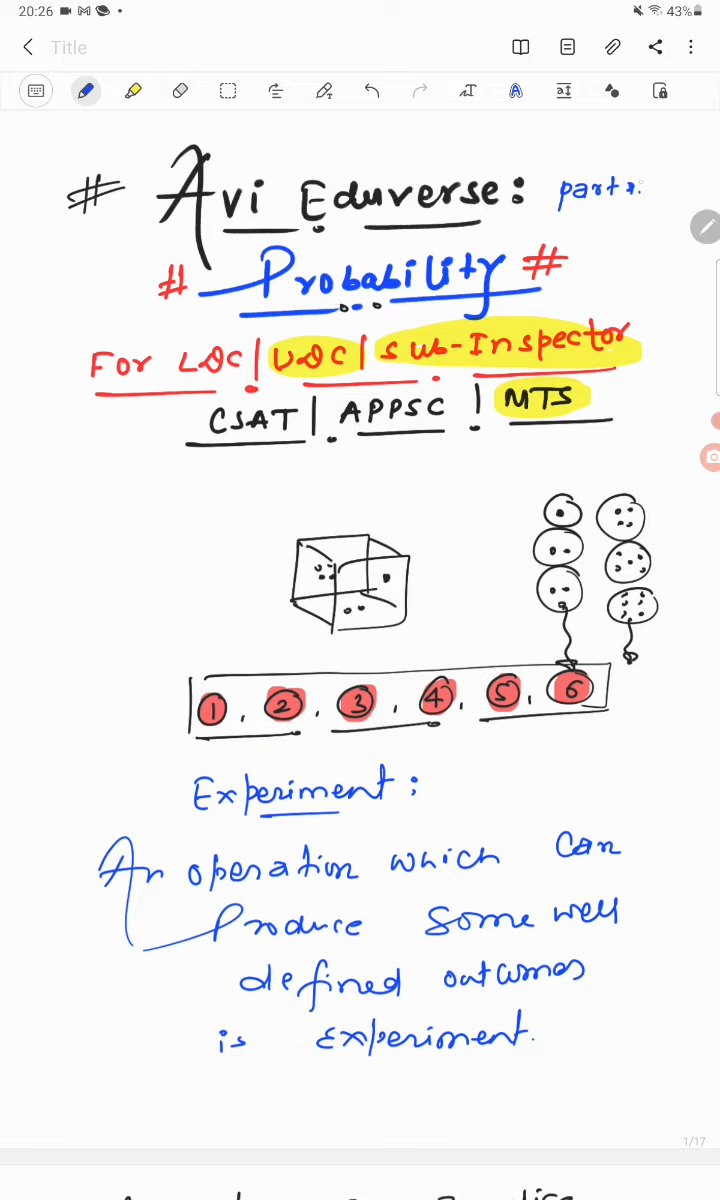 20:26 43%
Title
# Avi Eduverse: part
# Probability #
For LDC | UDC | Sub-Inspector
CSAT | APPSC | MTS
1, 2, 3, 4, 5, 6
Experiment:
An operation which can
Produce some well
defined outcomes
is experiment.
1/17